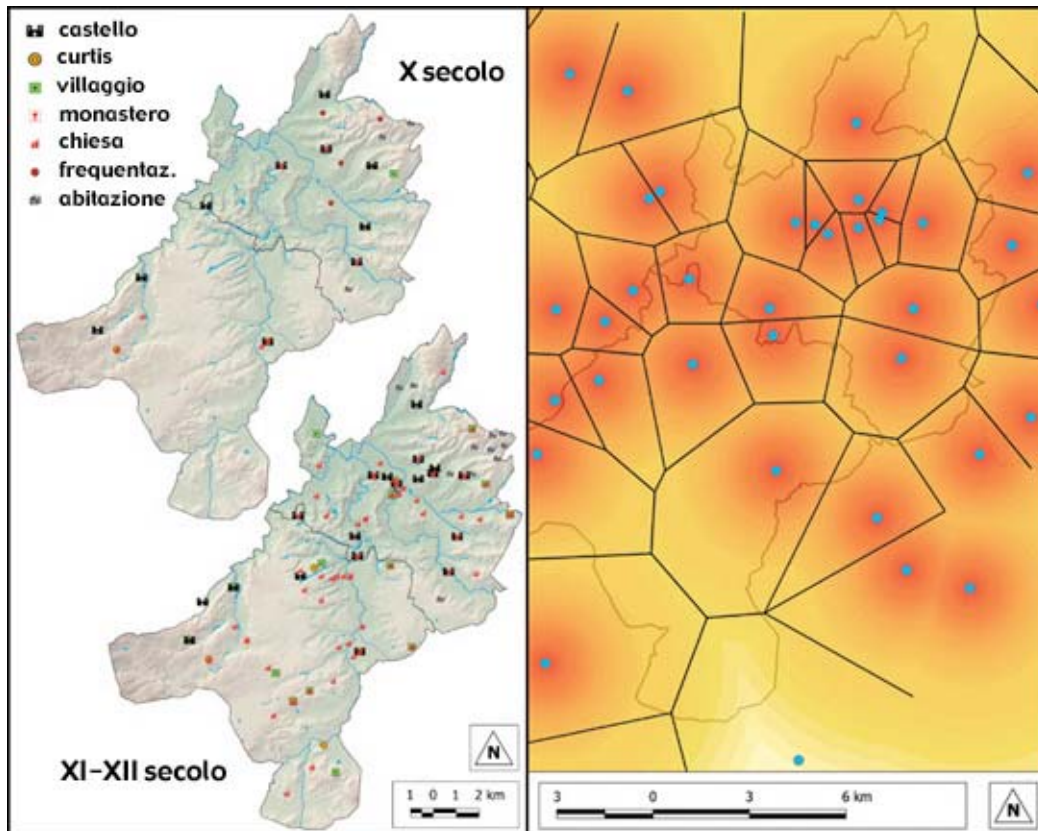 castello
curtis
villaggio
monastero
chiesa
frequentaz.
abitazione
X secolo
XI-XII secolo
N
1 0 1 2 km
3 0 3 6 km
N